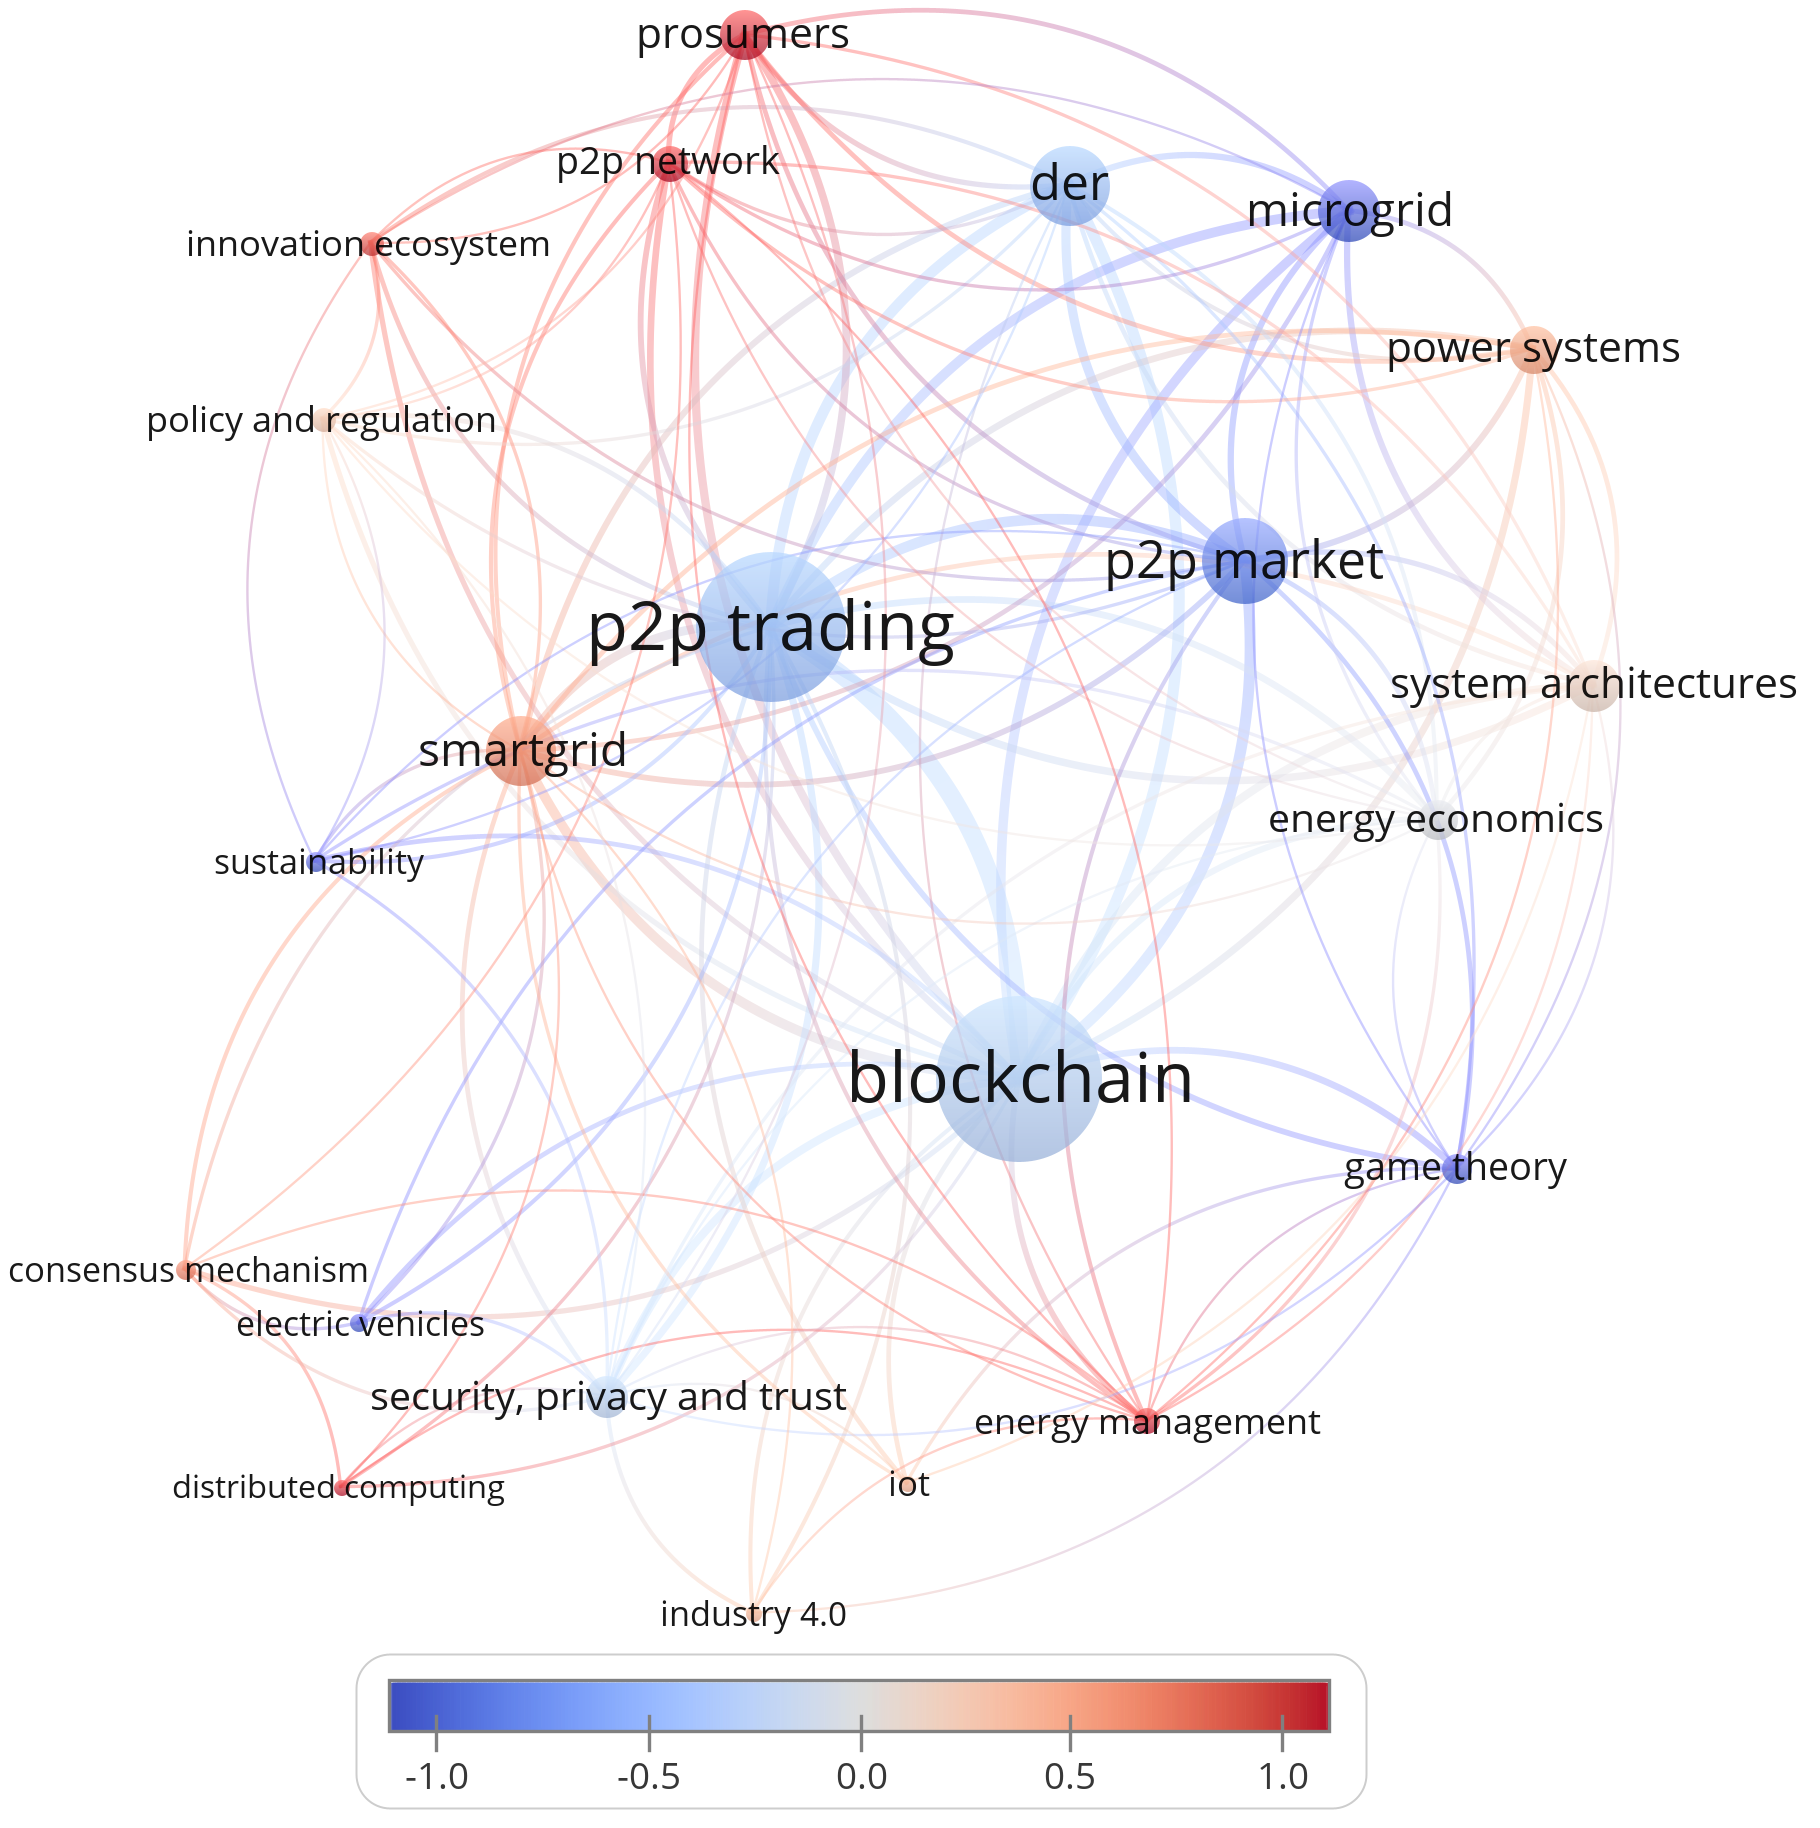 prosumers
p2p network
der
microgrid
innovation ecosystem
power systems
policy and regulation
p2p market
p2p trading
system architectures
smartgrid
energy economics
sustainability
blockchain
game theory
consensus mechanism
electric vehicles
security, privacy and trust
energy management
distributed computing
iot
industry 4.0
-1.0 -0.5 0.0 0.5 1.0